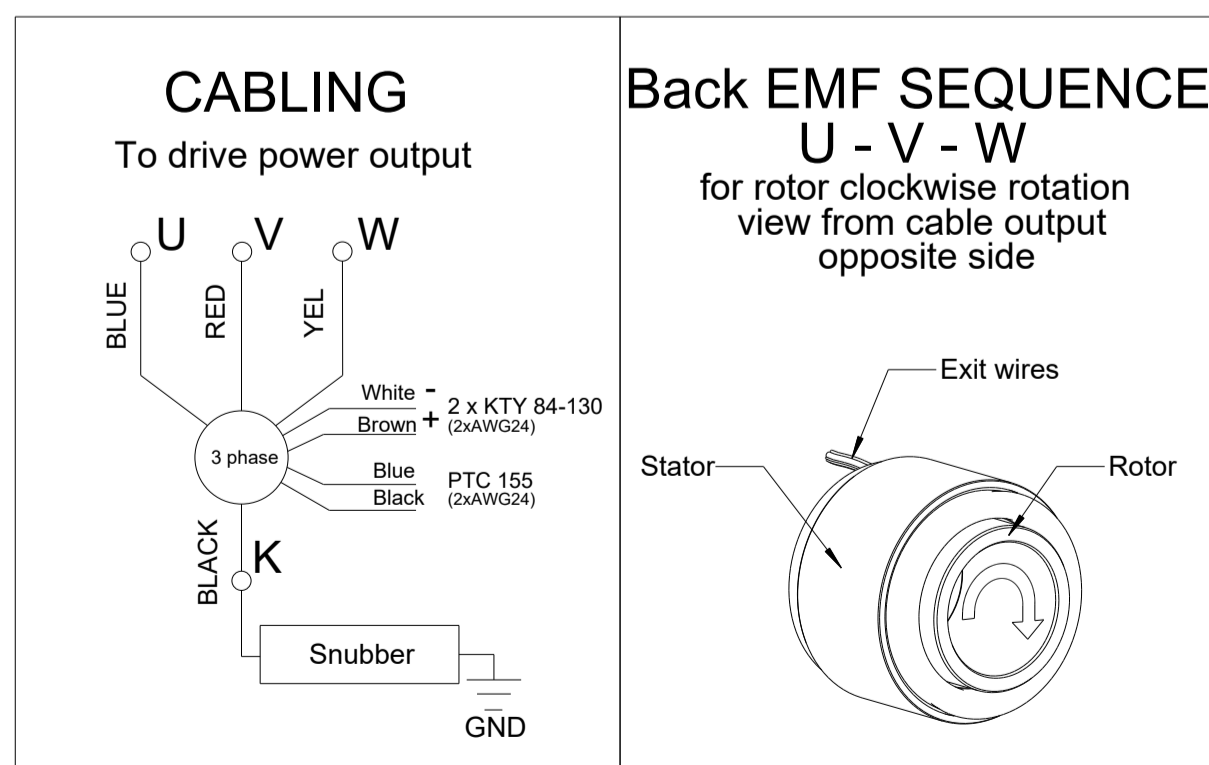 CABLING
To drive power output
U
V
W
BLUE
RED
YEL
3 phase
White -
Brown +
2 x KTY 84-130
(2xAWG24)
Blue
Black
PTC 155
(2xAWG24)
BLACK
K
Snubber
GND
Back EMF SEQUENCE
U - V - W
for rotor clockwise rotation
view from cable output
opposite side
Exit wires
Stator
Rotor